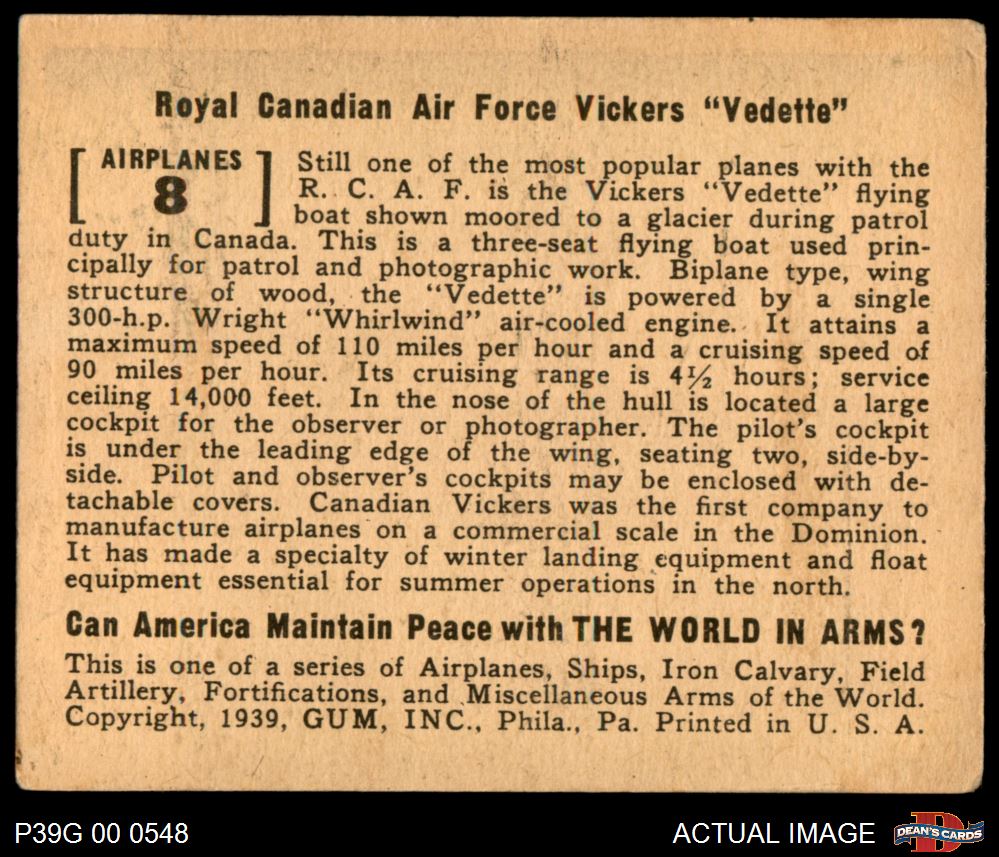 Royal Canadian Air Force Vickers "Vedette"
AIRPLANES
8
Still one of the most popular planes with the
R. C. A. F. is the Vickers "Vedette" flying
boat shown moored to a glacier during patrol
duty in Canada. This is a three-seat flying boat used prin-
cipally for patrol and photographic work. Biplane type, wing
structure of wood, the "Vedette" is powered by a single
300-h.p. Wright "Whirlwind" air-cooled engine. It attains a
maximum speed of 110 miles per hour and a cruising speed of
90 miles per hour. Its cruising range is 4½ hours; service
ceiling 14,000 feet. In the nose of the hull is located a large
cockpit for the observer or photographer. The pilot's cockpit
is under the leading edge of the wing, seating two, side-by-
side. Pilot and observer's cockpits may be enclosed with de-
tachable covers. Canadian Vickers was the first company to
manufacture airplanes on a commercial scale in the Dominion.
It has made a specialty of winter landing equipment and float
equipment essential for summer operations in the north.
Can America Maintain Peace with THE WORLD IN ARMS?
This is one of a series of Airplanes, Ships, Iron Calvary, Field
Artillery, Fortifications, and Miscellaneous Arms of the World.
Copyright, 1939, GUM, INC., Phila., Pa. Printed in U. S. A.
P39G 00 0548
ACTUAL IMAGE
D
DEAN'S CARDS